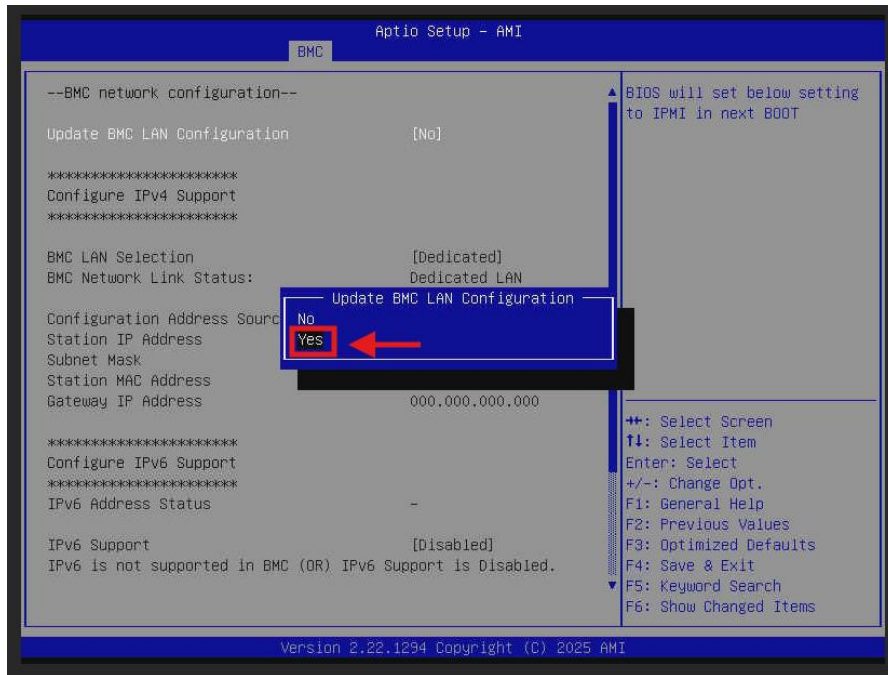 Aptio Setup – AMI
BMC
--BMC network configuration--
Update BMC LAN Configuration [No]
***********************
Configure IPv4 Support
***********************
BMC LAN Selection [Dedicated]
BMC Network Link Status: Dedicated LAN
Configuration Address Sourc
Station IP Address
Subnet Mask
Station MAC Address
Gateway IP Address 000.000.000.000
***********************
Configure IPv6 Support
***********************
IPv6 Address Status –
IPv6 Support [Disabled]
IPv6 is not supported in BMC (OR) IPv6 Support is Disabled.
Update BMC LAN Configuration
No
Yes
BIOS will set below setting
to IPMI in next BOOT
→←: Select Screen
↑↓: Select Item
Enter: Select
+/-: Change Opt.
F1: General Help
F2: Previous Values
F3: Optimized Defaults
F4: Save & Exit
F5: Keyword Search
F6: Show Changed Items
Version 2.22.1294 Copyright (C) 2025 AMI